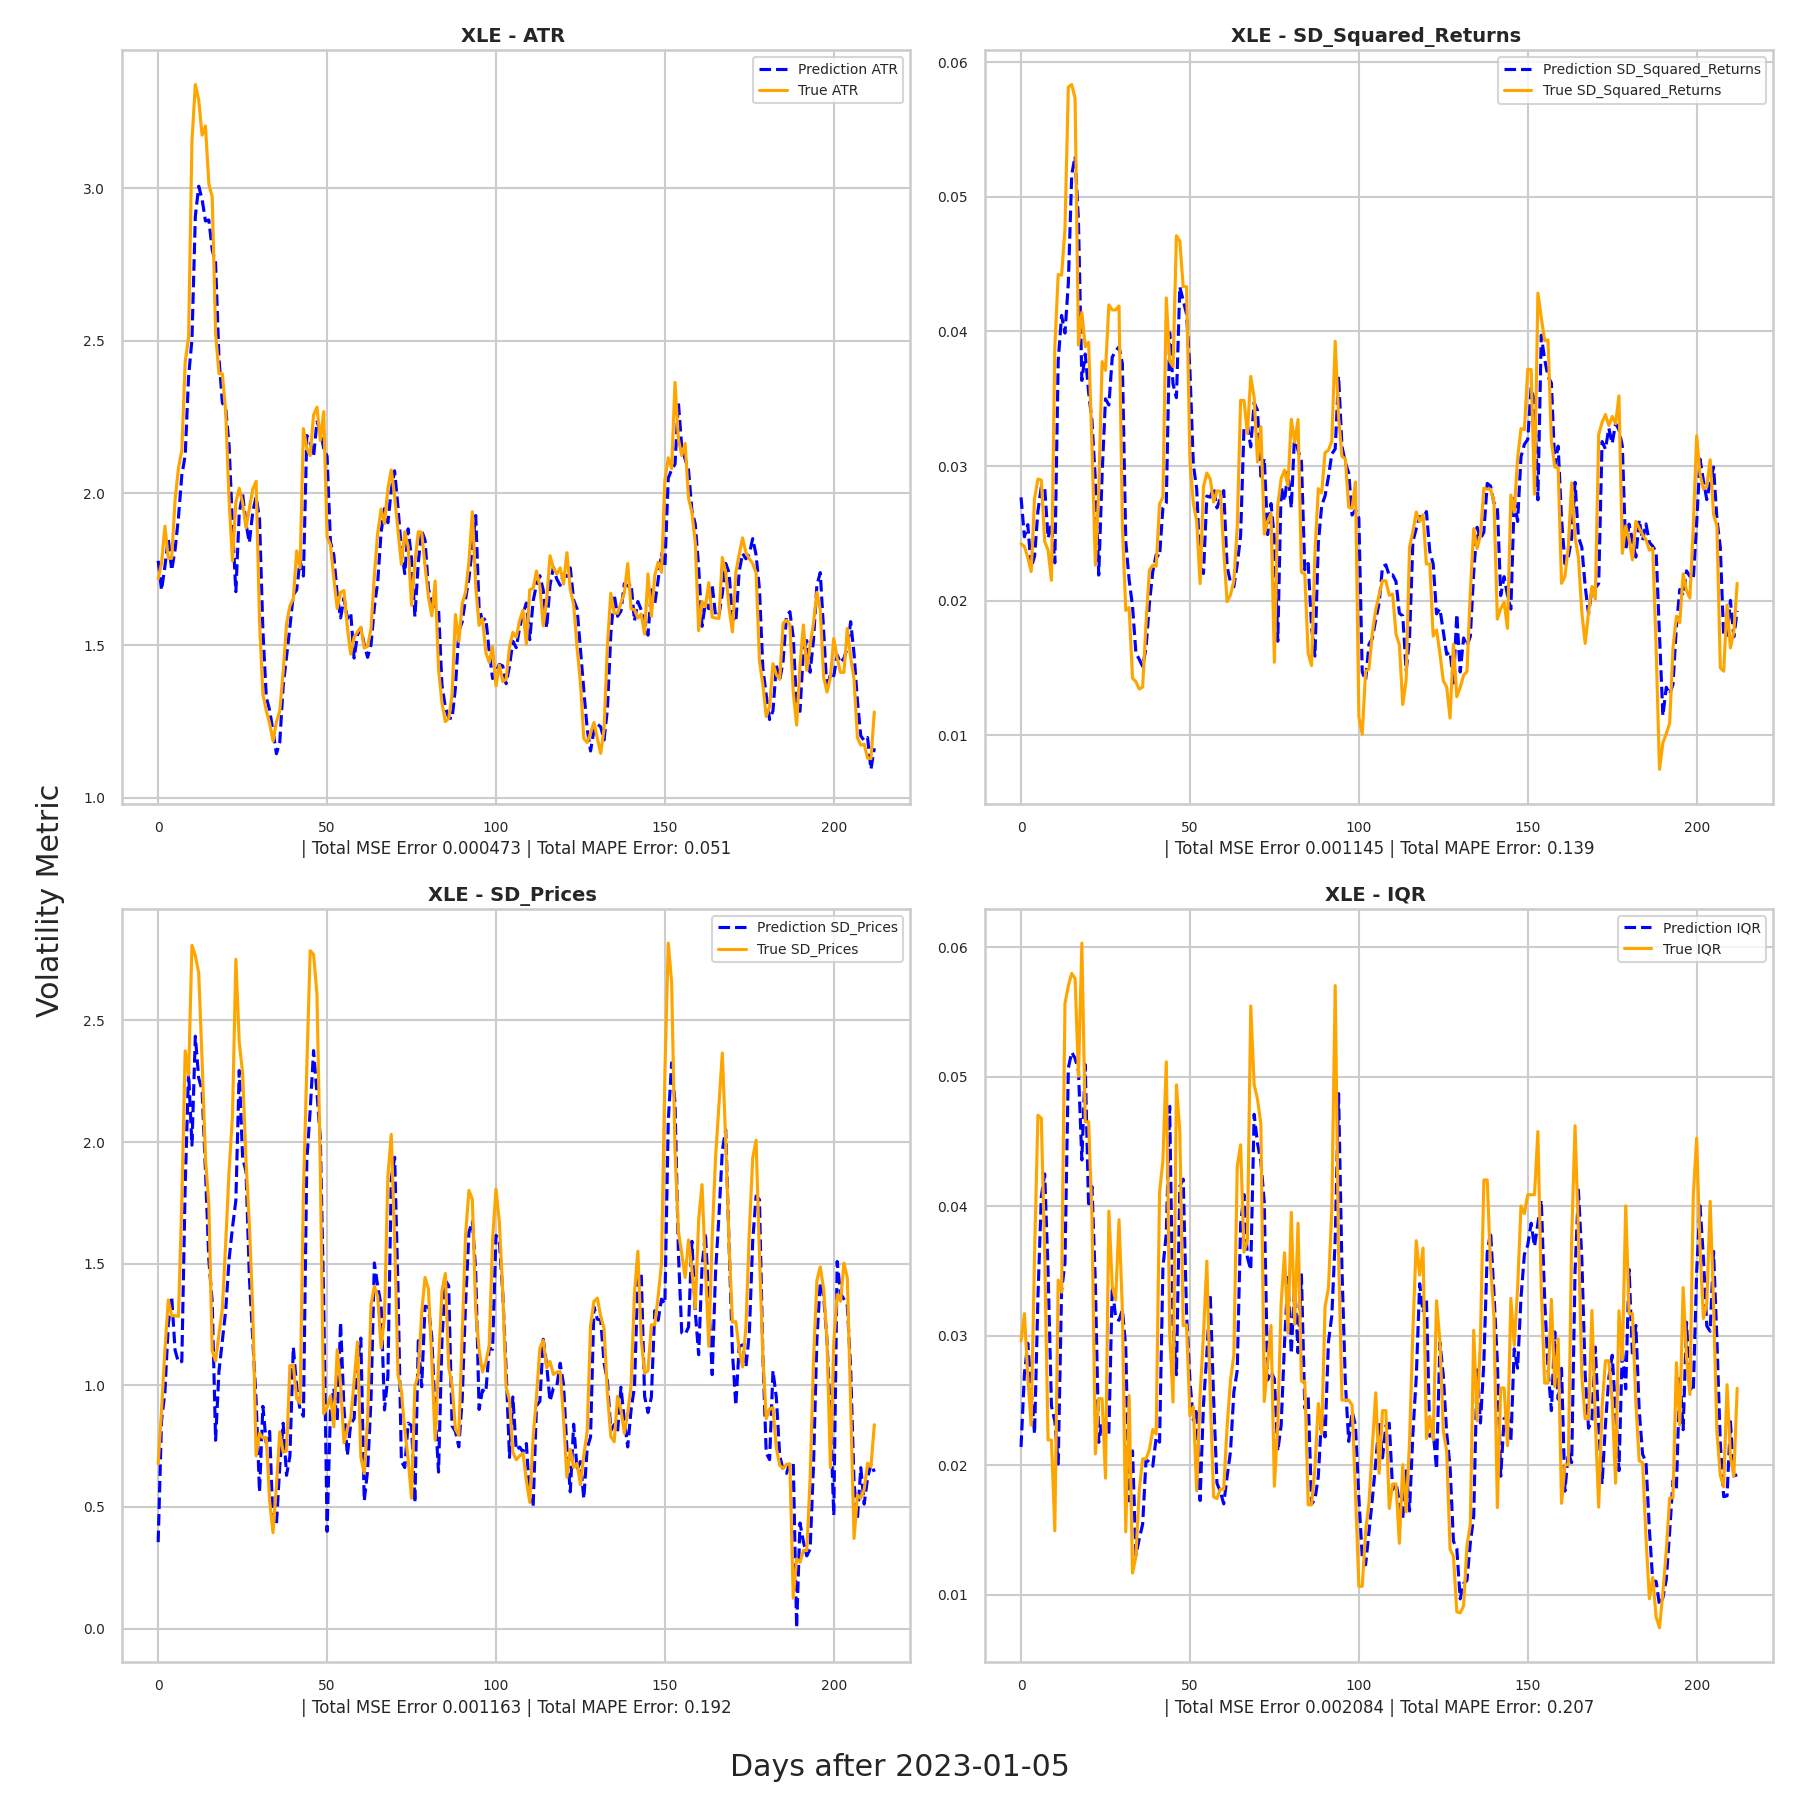 XLE - ATR
Prediction ATR
True ATR
3.0
2.5
2.0
1.5
1.0
0 50 100 150 200
| Total MSE Error 0.000473 | Total MAPE Error: 0.051
XLE - SD_Squared_Returns
Prediction SD_Squared_Returns
True SD_Squared_Returns
0.06
0.05
0.04
0.03
0.02
0.01
0 50 100 150 200
| Total MSE Error 0.001145 | Total MAPE Error: 0.139
Volatility Metric
XLE - SD_Prices
Prediction SD_Prices
True SD_Prices
2.5
2.0
1.5
1.0
0.5
0.0
0 50 100 150 200
| Total MSE Error 0.001163 | Total MAPE Error: 0.192
XLE - IQR
Prediction IQR
True IQR
0.06
0.05
0.04
0.03
0.02
0.01
0 50 100 150 200
| Total MSE Error 0.002084 | Total MAPE Error: 0.207
Days after 2023-01-05